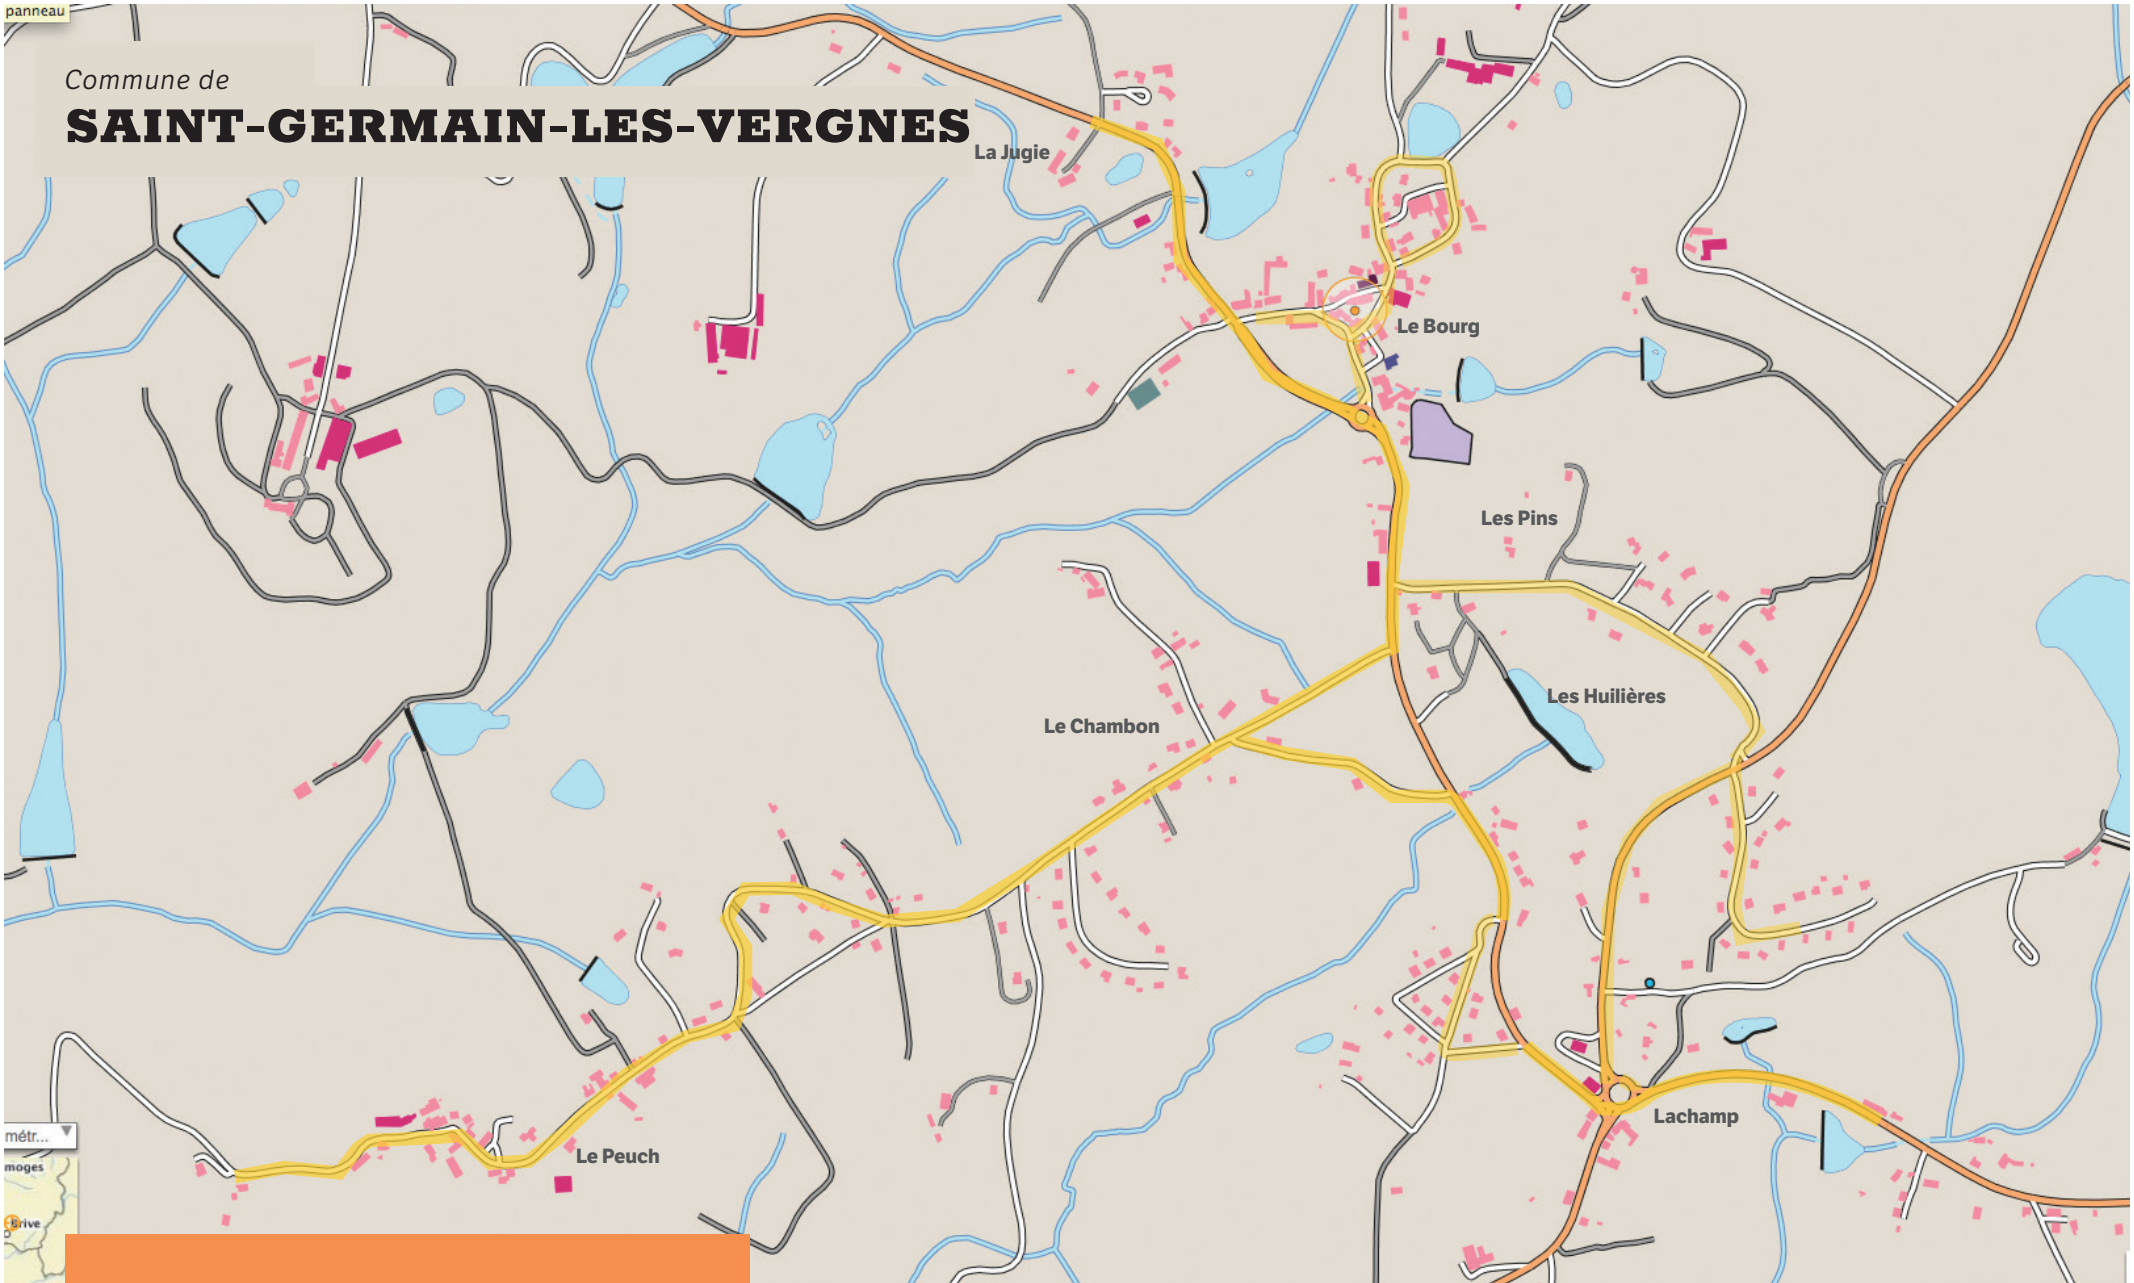 panneau
Commune de
SAINT-GERMAIN-LES-VERGNES
La Jugie
Le Bourg
Les Pins
Les Huilières
Le Chambon
Lachamp
métr...
moges
Le Peuch
Brive